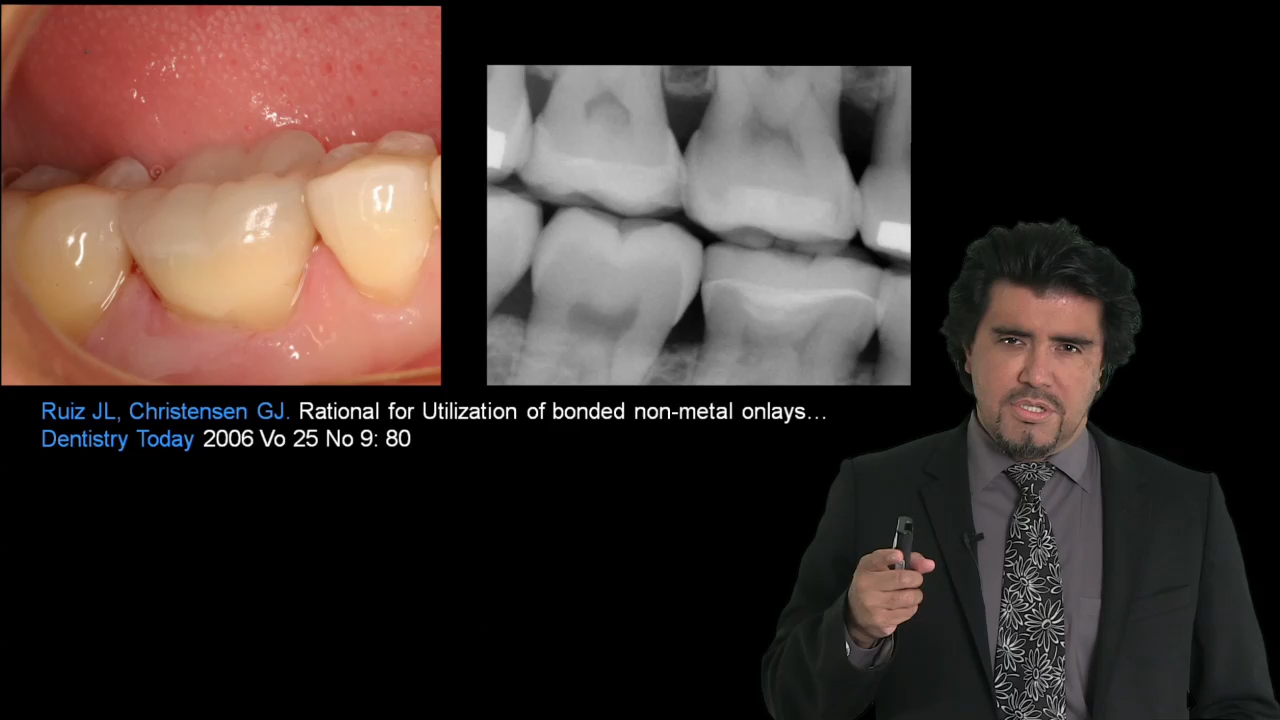 Ruiz JL, Christensen GJ. Rational for Utilization of bonded non-metal onlays…
Dentistry Today 2006 Vo 25 No 9: 80